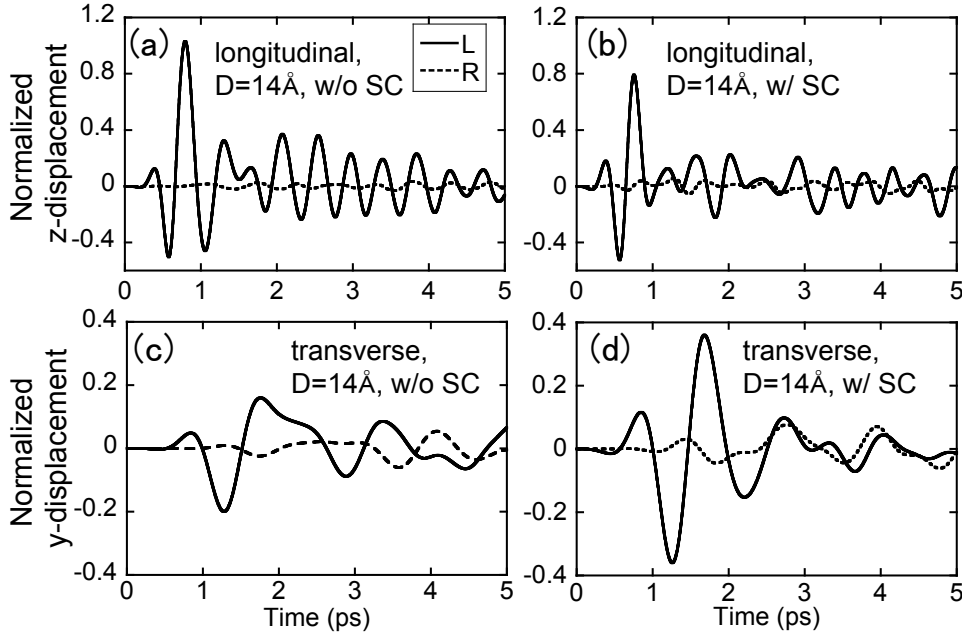 1.2
0.8
0.4
0
-0.4
Normalized
z-displacement
(a)
longitudinal,
D=14Å, w/o SC
L
R
0 1 2 3 4 5
1.2
0.8
0.4
0
-0.4
(b)
longitudinal,
D=14Å, w/ SC
0 1 2 3 4 5
0.4
0.2
0
-0.2
-0.4
Normalized
y-displacement
(c)
transverse,
D=14Å, w/o SC
0 1 2 3 4 5
Time (ps)
0.4
0.2
0
-0.2
-0.4
(d)
transverse,
D=14Å, w/ SC
0 1 2 3 4 5
Time (ps)